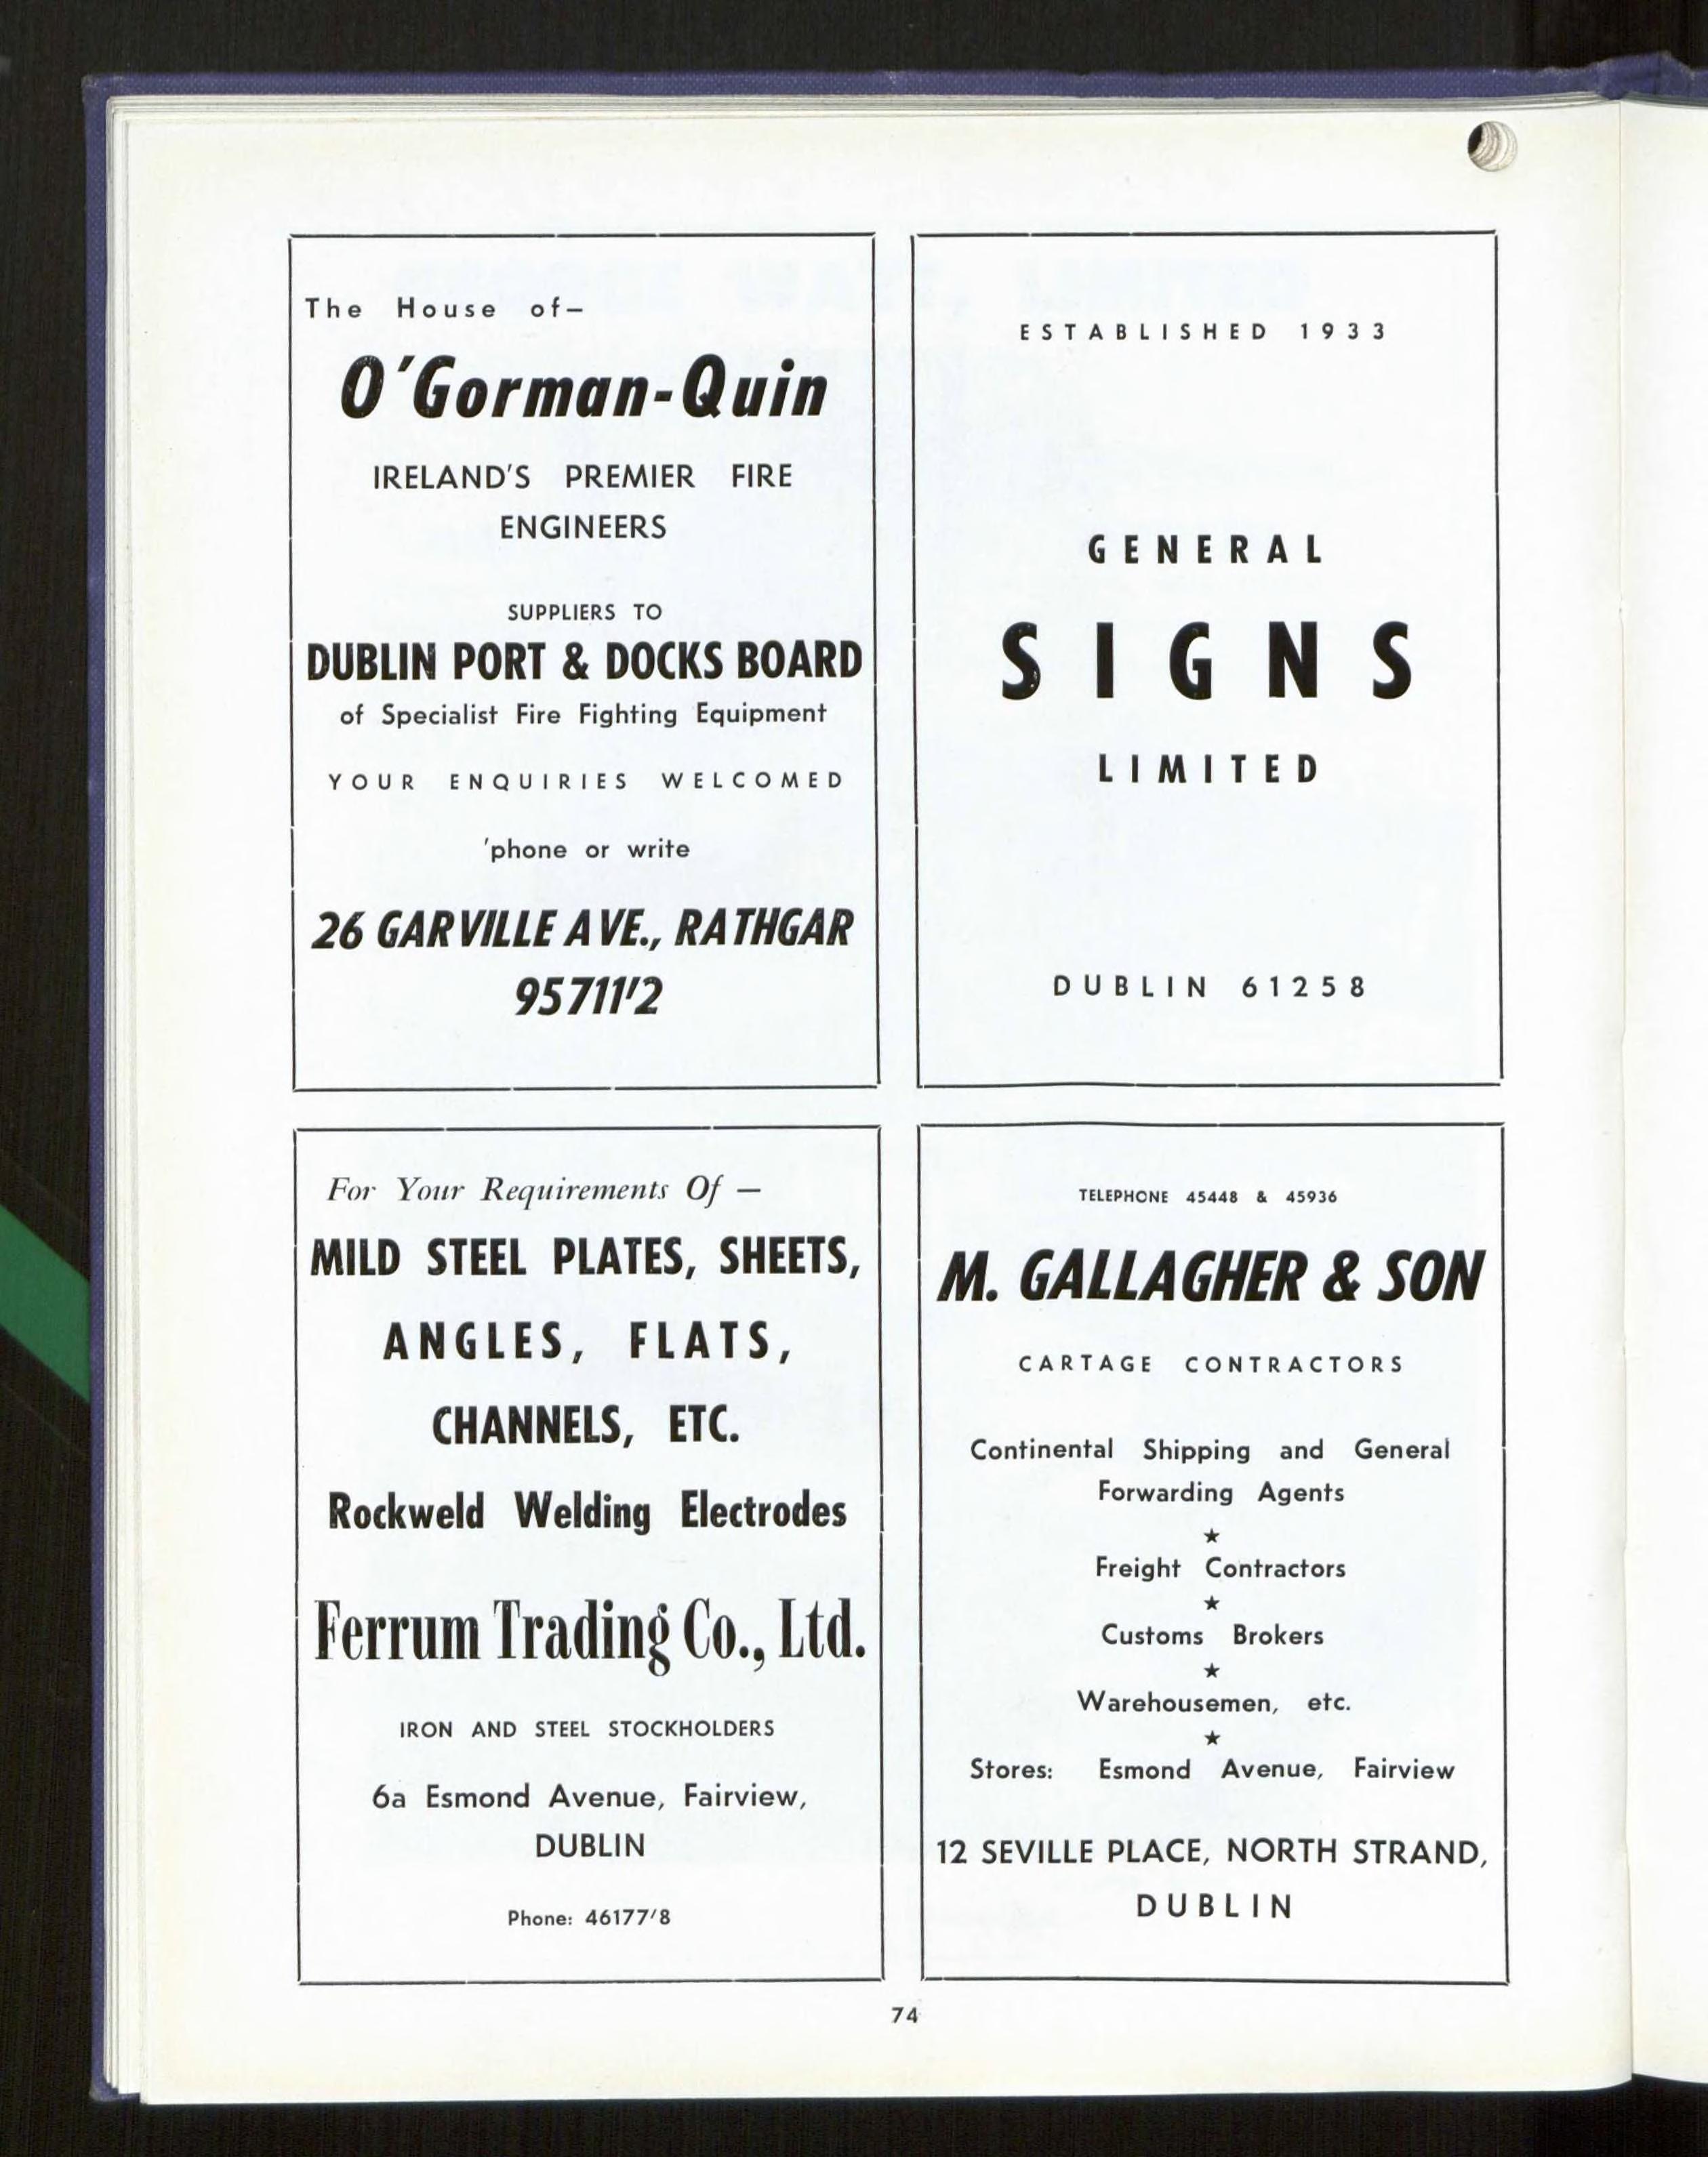 The House of–
O'Gorman-Quin
IRELAND'S PREMIER FIRE
ENGINEERS
SUPPLIERS TO
DUBLIN PORT & DOCKS BOARD
of Specialist Fire Fighting Equipment
YOUR ENQUIRIES WELCOMED
'phone or write
26 GARVILLE AVE., RATHGAR
95711'2
ESTABLISHED 1933
GENERAL
SIGNS
LIMITED
DUBLIN 61258
For Your Requirements Of —
MILD STEEL PLATES, SHEETS,
ANGLES, FLATS,
CHANNELS, ETC.
Rockweld Welding Electrodes
Ferrum Trading Co., Ltd.
IRON AND STEEL STOCKHOLDERS
6a Esmond Avenue, Fairview,
DUBLIN
Phone: 46177'8
TELEPHONE 45448 & 45936
M. GALLAGHER & SON
CARTAGE CONTRACTORS
Continental Shipping and General
Forwarding Agents
★
Freight Contractors
★
Customs Brokers
★
Warehousemen, etc.
★
Stores: Esmond Avenue, Fairview
12 SEVILLE PLACE, NORTH STRAND,
DUBLIN
74